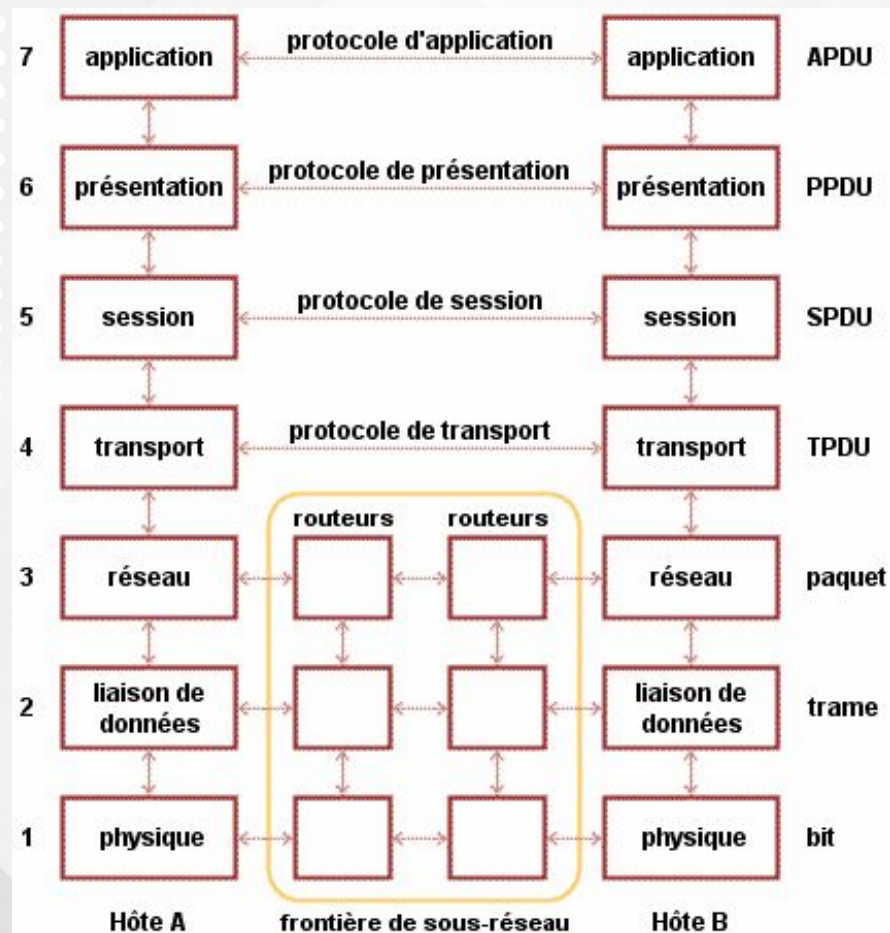 7 application protocole d'application application APDU
6 présentation protocole de présentation présentation PPDU
5 session protocole de session session SPDU
4 transport protocole de transport transport TPDU
routeurs routeurs
3 réseau réseau paquet
2 liaison de données liaison de données trame
1 physique physique bit
Hôte A frontière de sous-réseau Hôte B